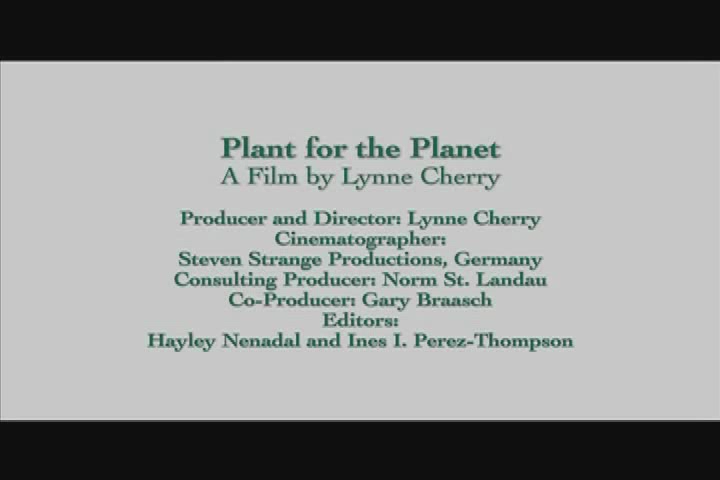 Plant for the Planet
A Film by Lynne Cherry
Producer and Director: Lynne Cherry
Cinematographer:
Steven Strange Productions, Germany
Consulting Producer: Norm St. Landau
Co-Producer: Gary Braasch
Editors:
Hayley Nenadal and Ines I. Perez-Thompson